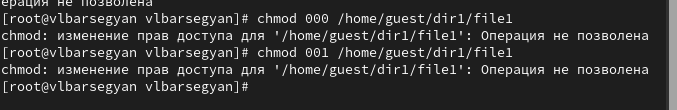 ерация не позволена
[root@vlbarsegyan vlbarsegyan]# chmod 000 /home/guest/dir1/file1
chmod: изменение прав доступа для '/home/guest/dir1/file1': Операция не позволена
[root@vlbarsegyan vlbarsegyan]# chmod 001 /home/guest/dir1/file1
chmod: изменение прав доступа для '/home/guest/dir1/file1': Операция не позволена
[root@vlbarsegyan vlbarsegyan]#